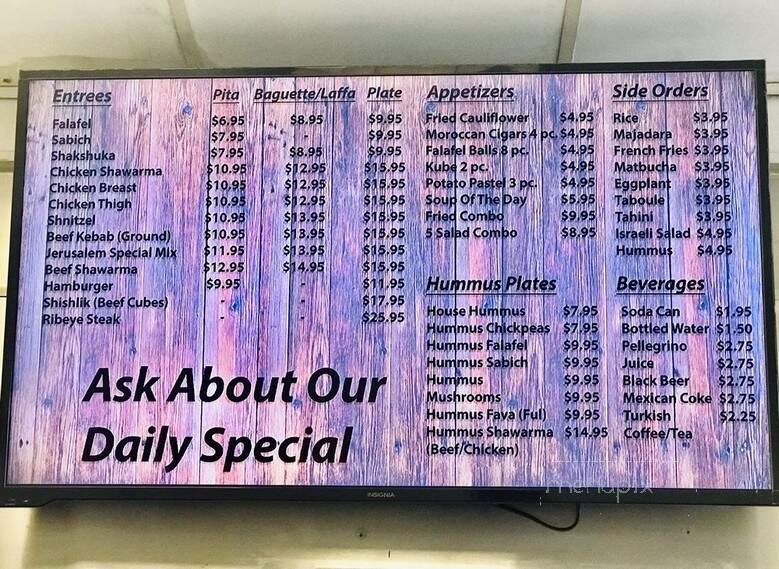 Entrees Pita Baguette/Laffa Plate
Falafel $6.95 $8.95 $9.95
Sabich $7.95 - $9.95
Shakshuka $7.95 $8.95 $9.95
Chicken Shawarma $10.95 $12.95 $15.95
Chicken Breast $10.95 $12.95 $15.95
Chicken Thigh $10.95 $12.95 $15.95
Shnitzel $10.95 $13.95 $15.95
Beef Kebab (Ground) $10.95 $13.95 $15.95
Jerusalem Special Mix $11.95 $13.95 $15.95
Beef Shawarma $12.95 $14.95 $15.95
Hamburger $9.95 - $11.95
Shishlik (Beef Cubes) - - $17.95
Ribeye Steak - - $25.95
Ask About Our
Daily Special
Appetizers
Fried Cauliflower $4.95
Moroccan Cigars 4 pc. $4.95
Falafel Balls 8 pc. $4.95
Kube 2 pc. $4.95
Potato Pastel 3 pc. $4.95
Soup Of The Day $5.95
Fried Combo $9.95
5 Salad Combo $8.95
Hummus Plates
House Hummus $7.95
Hummus Chickpeas $7.95
Hummus Falafel $9.95
Hummus Sabich $9.95
Hummus $9.95
Mushrooms $9.95
Hummus Fava (Ful) $9.95
Hummus Shawarma $14.95
(Beef/Chicken)
Side Orders
Rice $3.95
Majadara $3.95
French Fries $3.95
Matbucha $3.95
Eggplant $3.95
Taboule $3.95
Tahini $3.95
Israeli Salad $4.95
Hummus $4.95
Beverages
Soda Can $1.95
Bottled Water $1.50
Pellegrino $2.75
Juice $2.75
Black Beer $2.75
Mexican Coke $2.75
Turkish $2.25
Coffee/Tea
INSIGNIA
menupix